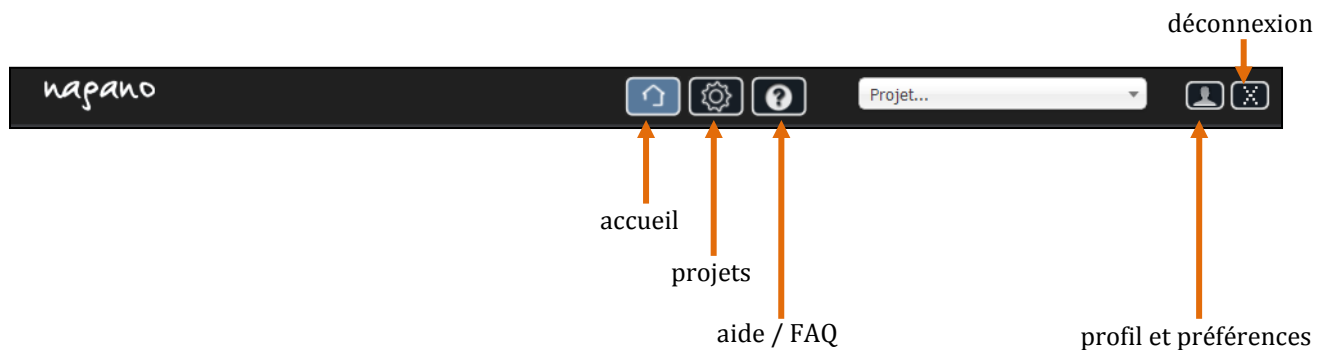 déconnexion
napano
?
Projet...
X
accueil
projets
aide / FAQ
profil et préférences